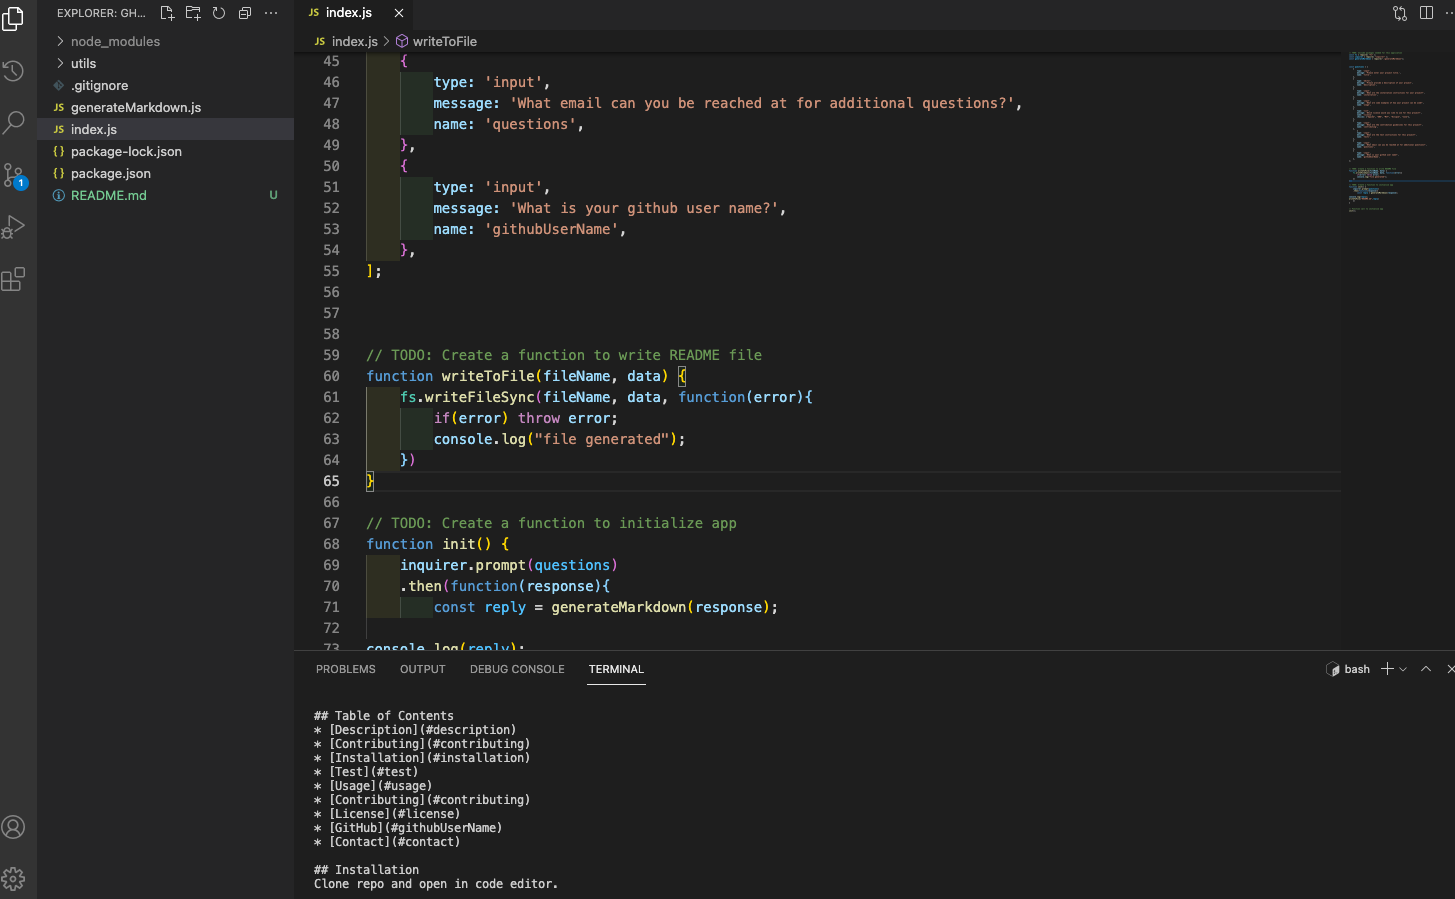 EXPLORER: GH...
node_modules
utils
.gitignore
JS generateMarkdown.js
JS index.js
{} package-lock.json
{} package.json
README.md U
1
JS index.js
JS index.js > writeToFile
45 {
46 type: 'input',
47 message: 'What email can you be reached at for additional questions?',
48 name: 'questions',
49 },
50 {
51 type: 'input',
52 message: 'What is your github user name?',
53 name: 'githubUserName',
54 },
55 ];
56
57
58
59 // TODO: Create a function to write README file
60 function writeToFile(fileName, data) {
61 fs.writeFileSync(fileName, data, function(error){
62 if(error) throw error;
63 console.log("file generated");
64 })
65 }
66
67 // TODO: Create a function to initialize app
68 function init() {
69 inquirer.prompt(questions)
70 .then(function(response){
71 const reply = generateMarkdown(response);
72
73 console.log(reply);
PROBLEMS OUTPUT DEBUG CONSOLE TERMINAL
bash
## Table of Contents
* [Description](#description)
* [Contributing](#contributing)
* [Installation](#installation)
* [Test](#test)
* [Usage](#usage)
* [Contributing](#contributing)
* [License](#license)
* [GitHub](#githubUserName)
* [Contact](#contact)
## Installation
Clone repo and open in code editor.